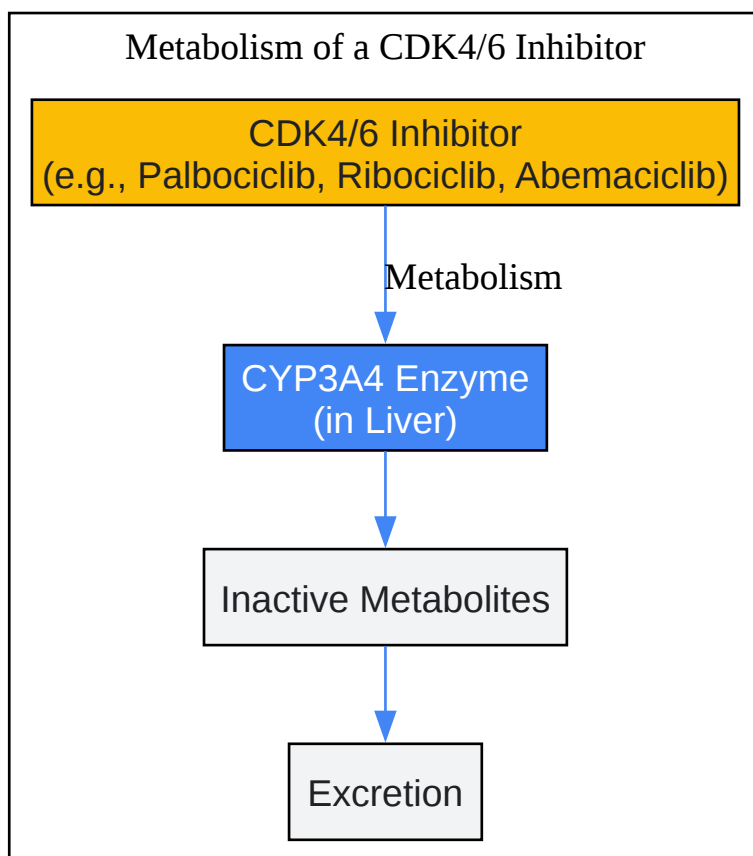 Metabolism of a CDK4/6 Inhibitor
CDK4/6 Inhibitor
(e.g., Palbociclib, Ribociclib, Abemaciclib)
Metabolism
CYP3A4 Enzyme
(in Liver)
Inactive Metabolites
Excretion